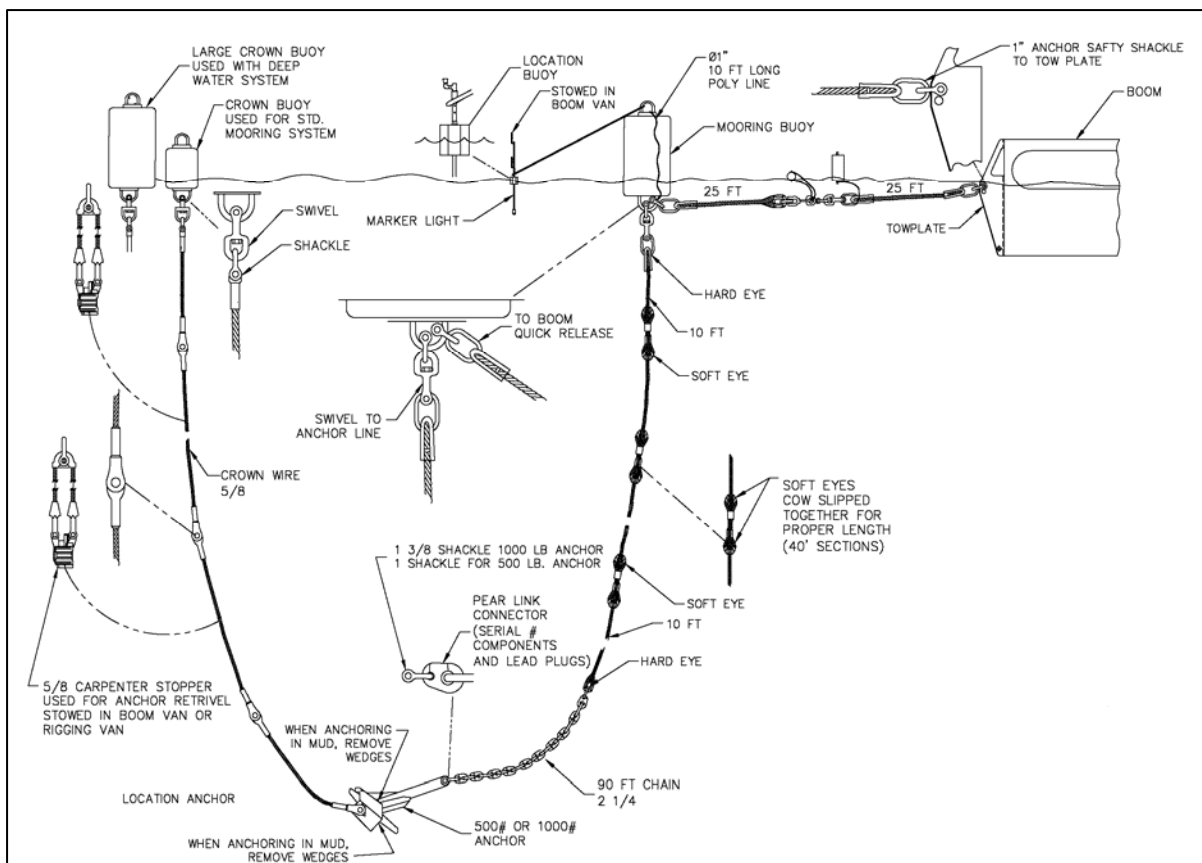 LARGE CROWN BUOY
USED WITH DEEP
WATER SYSTEM
CROWN BUOY
USED FOR STD.
MOORING SYSTEM
LOCATION
BUOY
STOWED IN
BOOM VAN
Ø1"
10 FT LONG
POLY LINE
MOORING BUOY
1" ANCHOR SAFTY SHACKLE
TO TOW PLATE
BOOM
SWIVEL
SHACKLE
MARKER LIGHT
25 FT
25 FT
TOWPLATE
HARD EYE
10 FT
SOFT EYE
TO BOOM
QUICK RELEASE
SWIVEL TO
ANCHOR LINE
CROWN WIRE
5/8
SOFT EYES
COW SLIPPED
TOGETHER FOR
PROPER LENGTH
(40' SECTIONS)
1 3/8 SHACKLE 1000 LB ANCHOR
1 SHACKLE FOR 500 LB. ANCHOR
PEAR LINK
CONNECTOR
(SERIAL #
COMPONENTS
AND LEAD PLUGS)
SOFT EYE
10 FT
HARD EYE
5/8 CARPENTER STOPPER
USED FOR ANCHOR RETRIVEL
STOWED IN BOOM VAN OR
RIGGING VAN
WHEN ANCHORING
IN MUD, REMOVE
WEDGES
90 FT CHAIN
2 1/4
LOCATION ANCHOR
500# OR 1000#
ANCHOR
WHEN ANCHORING IN MUD,
REMOVE WEDGES